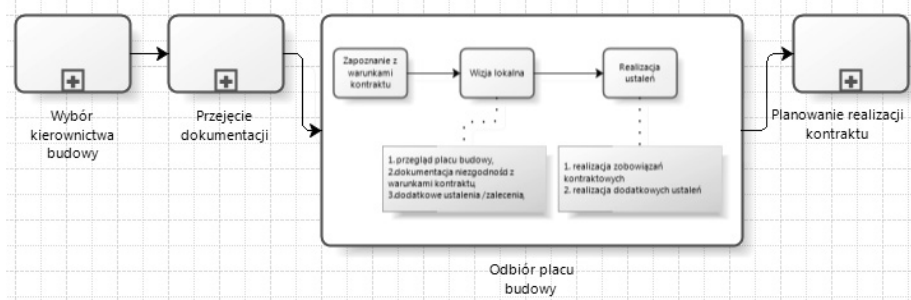 Wybór
kierownictwa
budowy
Przejęcie
dokumentacji
Zapoznanie z
warunkami
kontraktu
Wizja lokalna
Realizacja
ustaleń
1. przegląd placu budowy,
2.dokumentacja niezgodność z
warunkami kontraktu,
3.dodatkowe ustalenia /zalecenia,
1. realizacja zobowiązań
kontraktowych
2. realizacja dodatkowych ustaleń
Odbiór placu
budowy
Planowanie realizacji
kontraktu